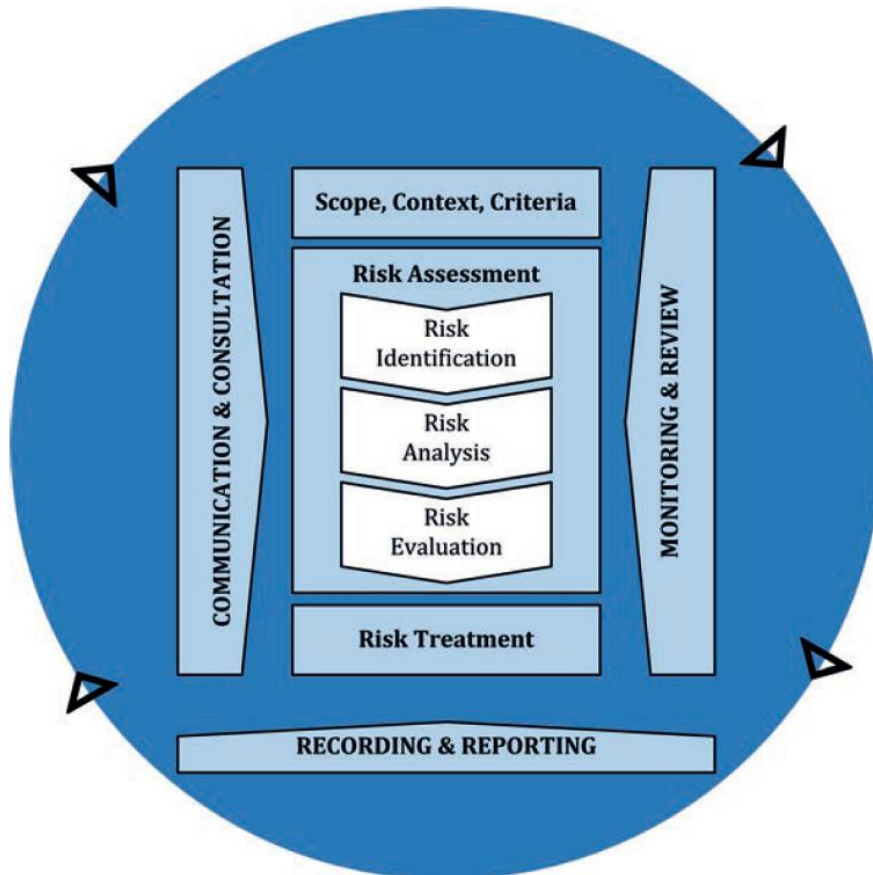 Scope, Context, Criteria
Risk Assessment
Risk
Identification
Risk
Analysis
Risk
Evaluation
Risk Treatment
COMMUNICATION & CONSULTATION
MONITORING & REVIEW
RECORDING & REPORTING